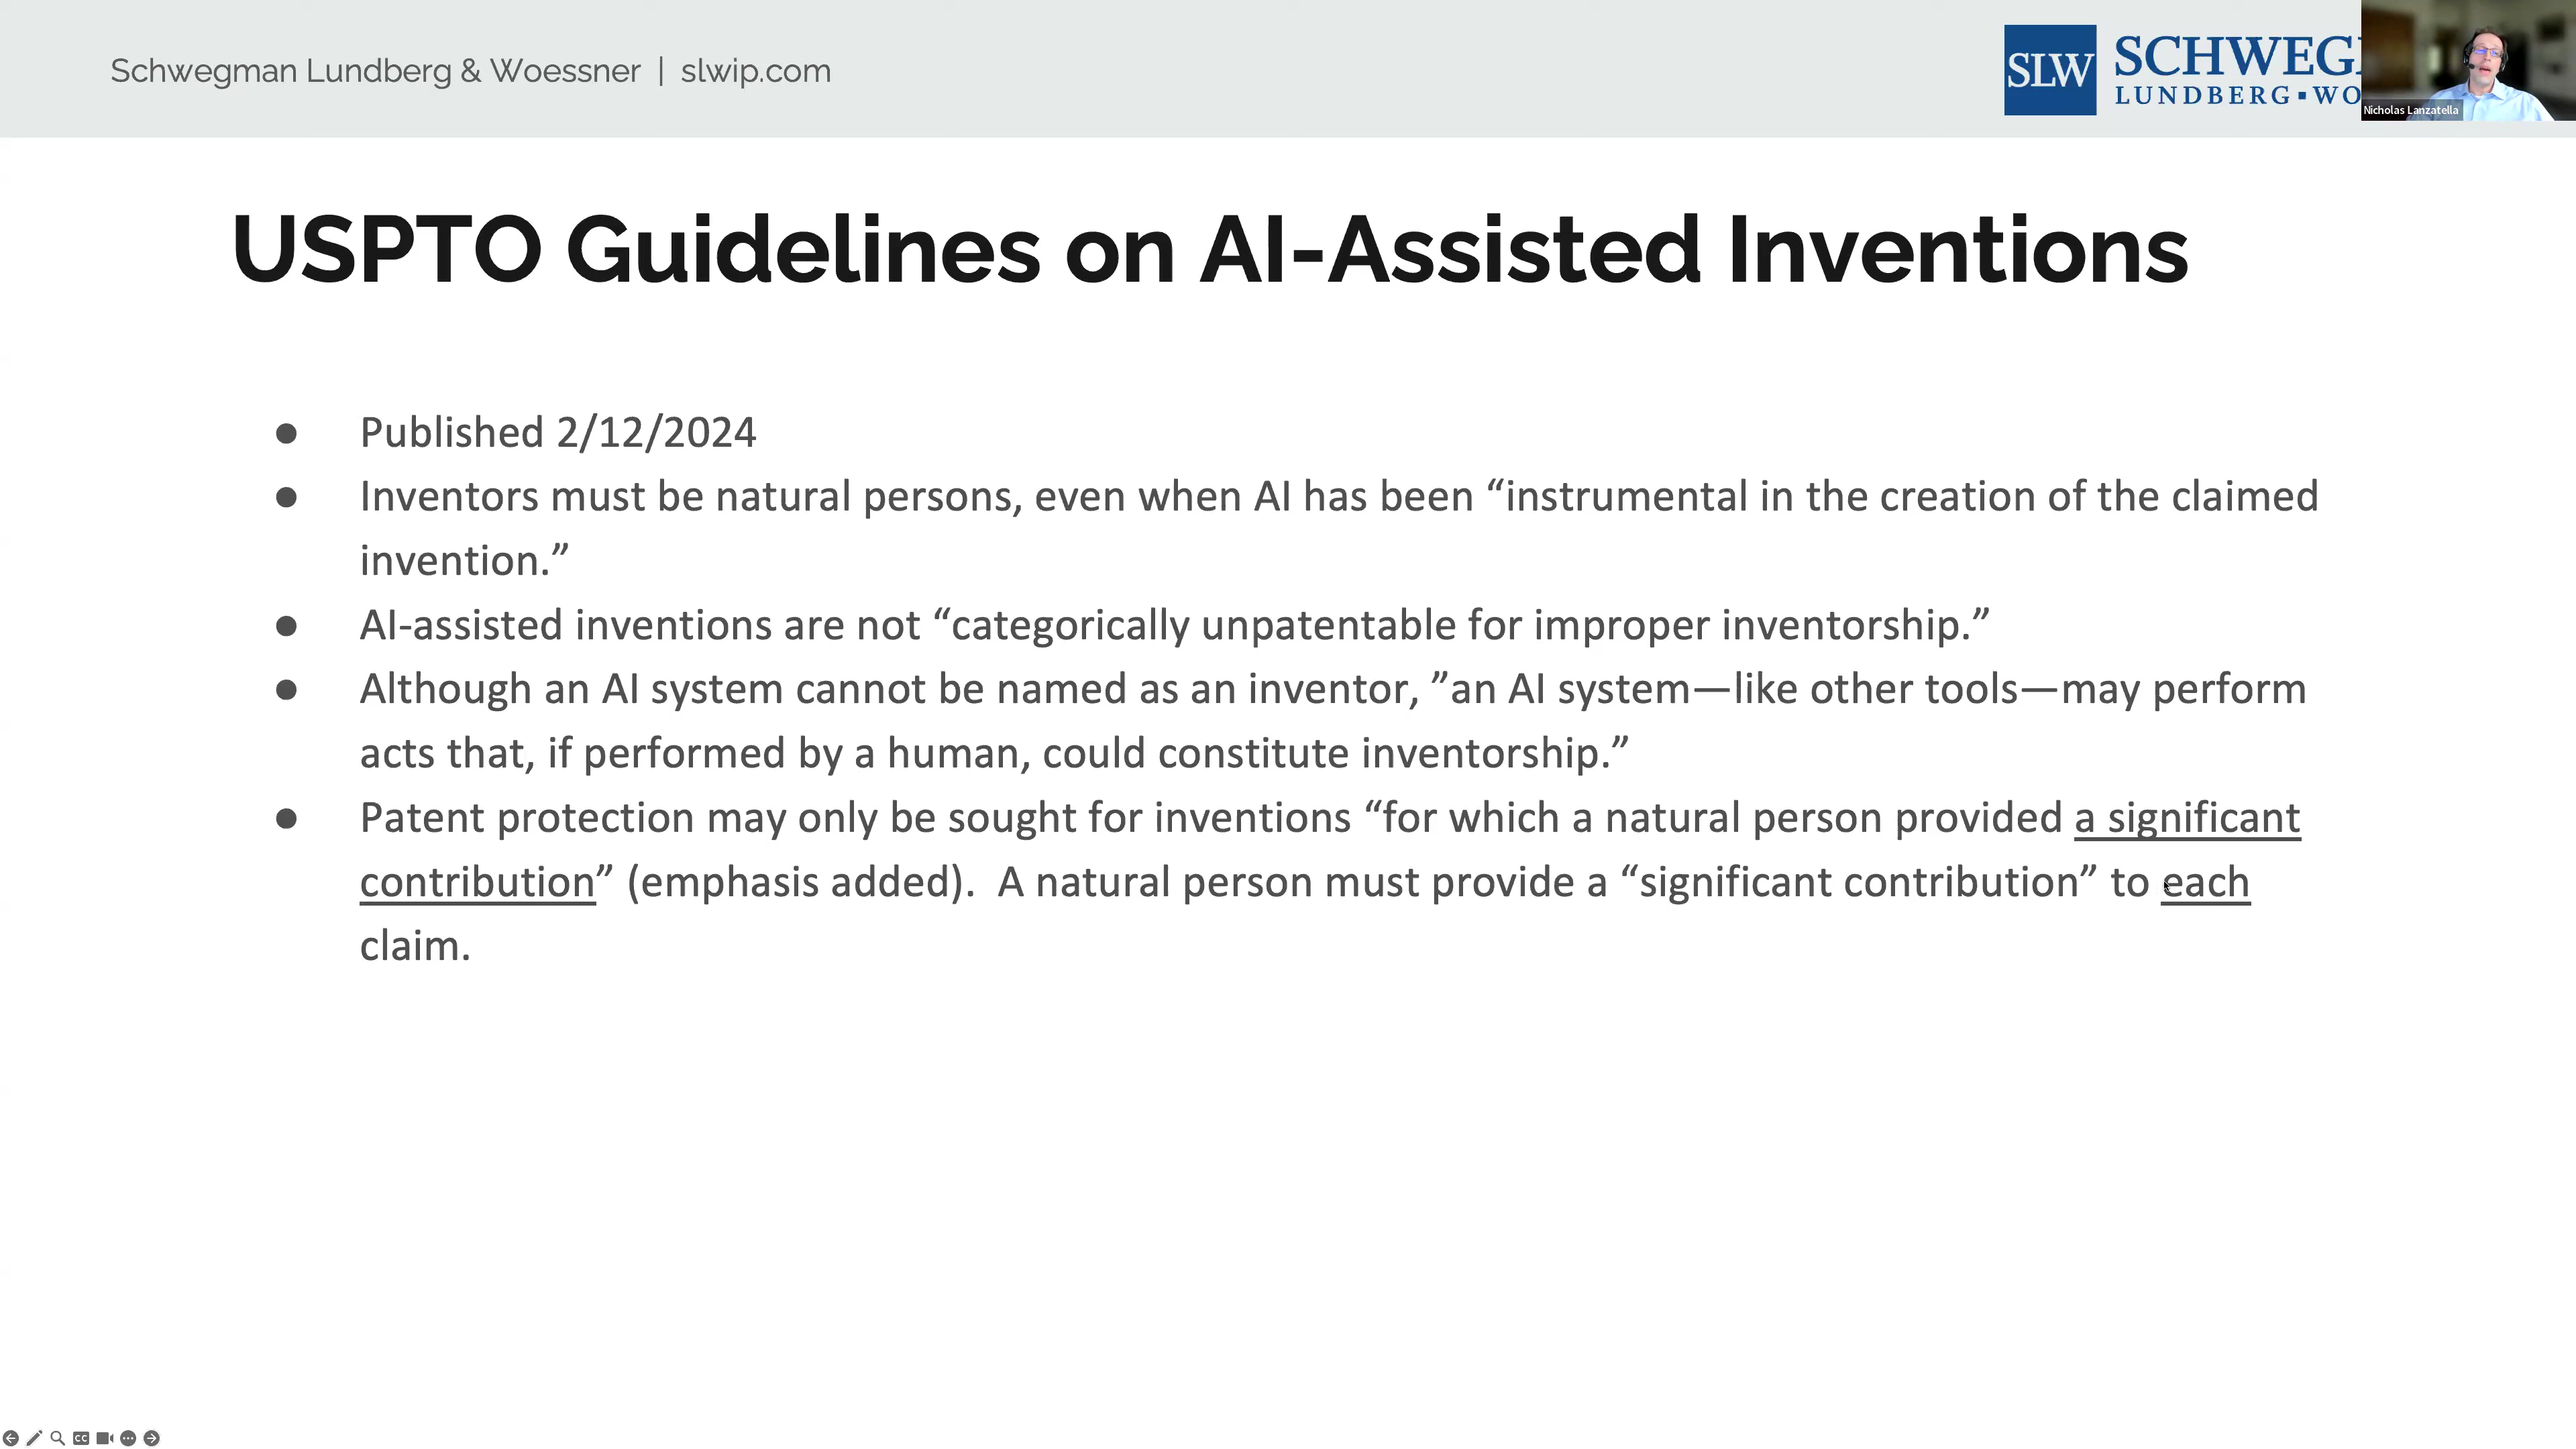 Schwegman Lundberg & Woessner | slwip.com
SLW
SCHWEG
LUNDBERG▪WO
Nicholas Lanzatella
USPTO Guidelines on AI-Assisted Inventions
● Published 2/12/2024
● Inventors must be natural persons, even when AI has been “instrumental in the creation of the claimed
invention.”
● AI-assisted inventions are not “categorically unpatentable for improper inventorship.”
● Although an AI system cannot be named as an inventor, ”an AI system—like other tools—may perform
acts that, if performed by a human, could constitute inventorship.”
● Patent protection may only be sought for inventions “for which a natural person provided a significant
contribution” (emphasis added).  A natural person must provide a “significant contribution” to each
claim.
CC